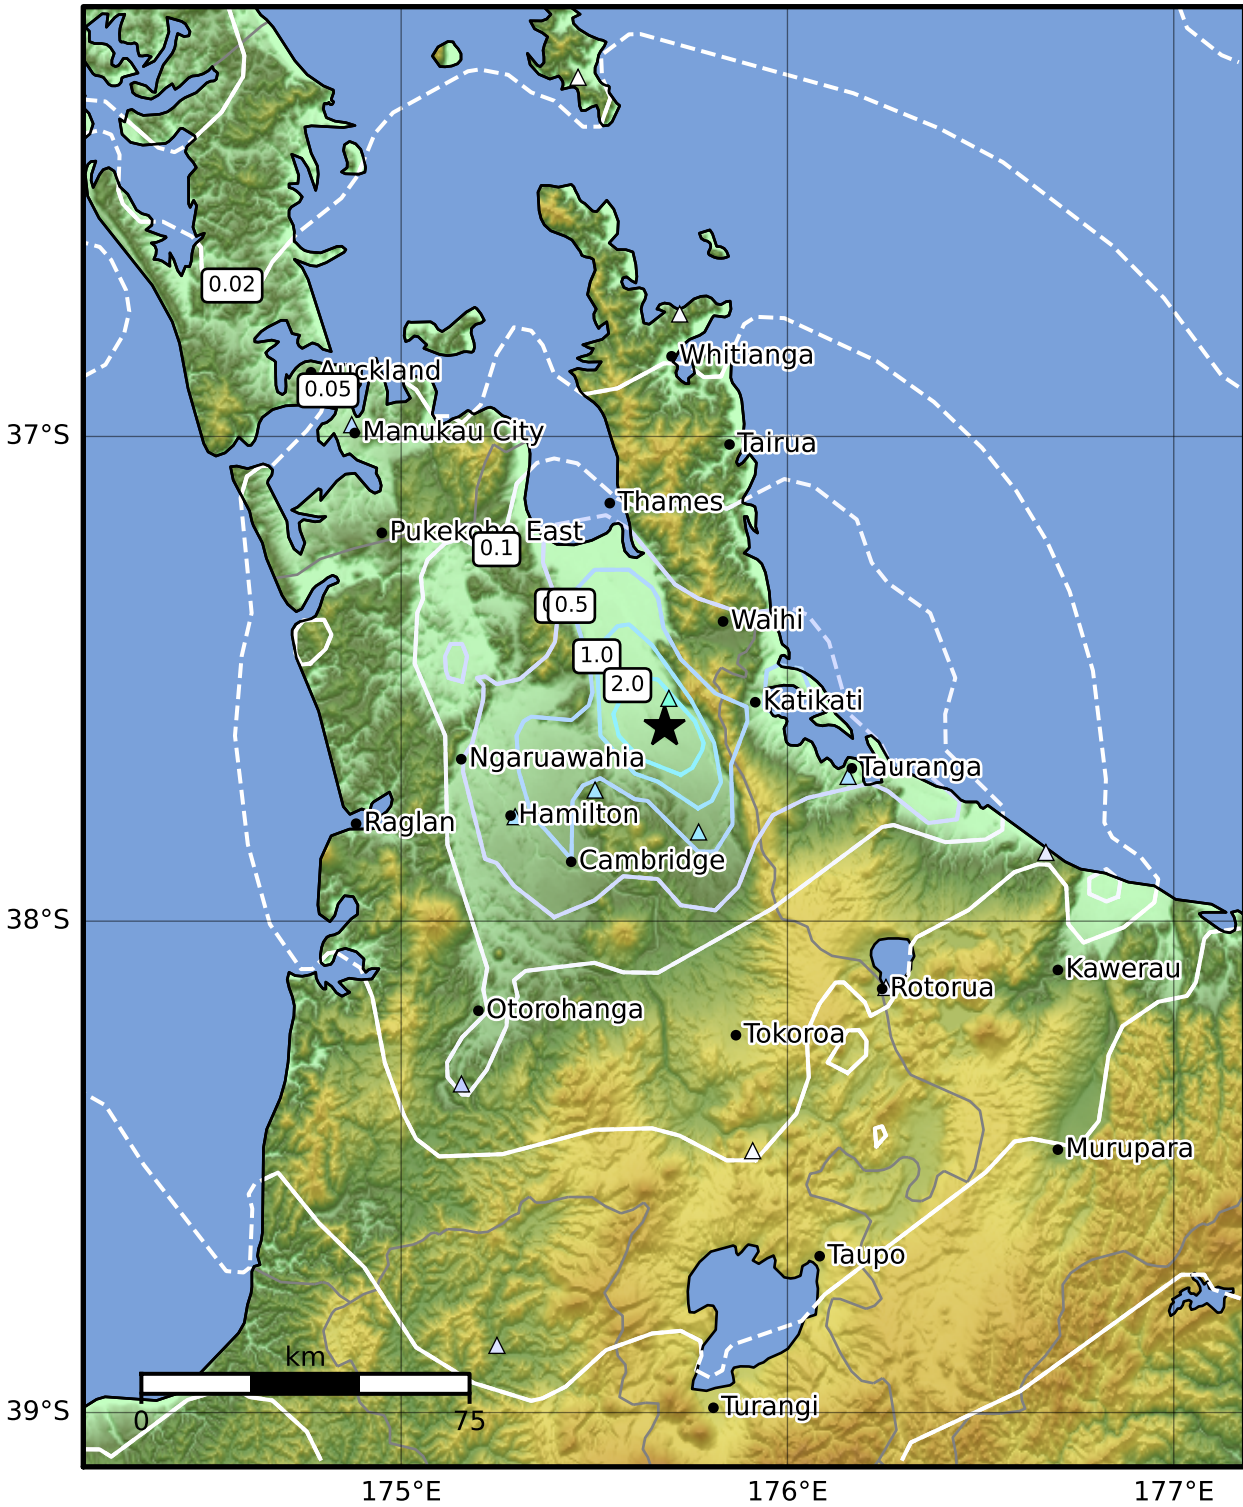 0.02
Whitianga
Auckland
0.05
37°S
Manukau City
Tairua
Thames
Pukekohe East
0.1
0.5
Waihi
1.0
2.0
Katikati
Ngaruawahia
Tauranga
Raglan
Hamilton
Cambridge
38°S
Kawerau
Rotorua
Otorohanga
Tokoroa
Murupara
Taupo
km
0
75
39°S
Turangi
175°E
176°E
177°E